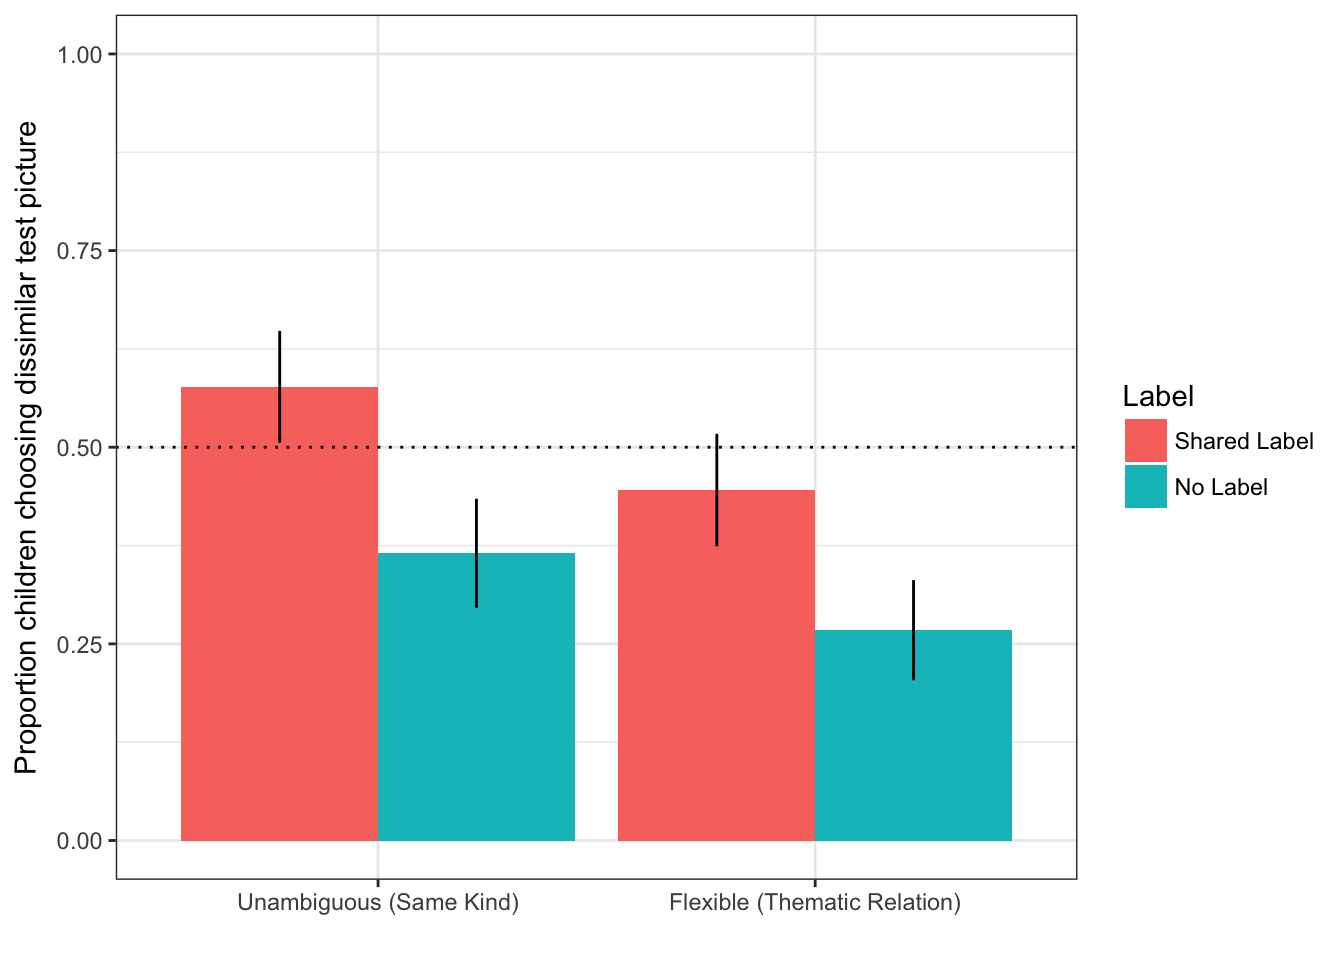 Proportion children choosing dissimilar test picture
1.00
0.75
0.50
0.25
0.00
Unambiguous (Same Kind)
Flexible (Thematic Relation)
Label
Shared Label
No Label